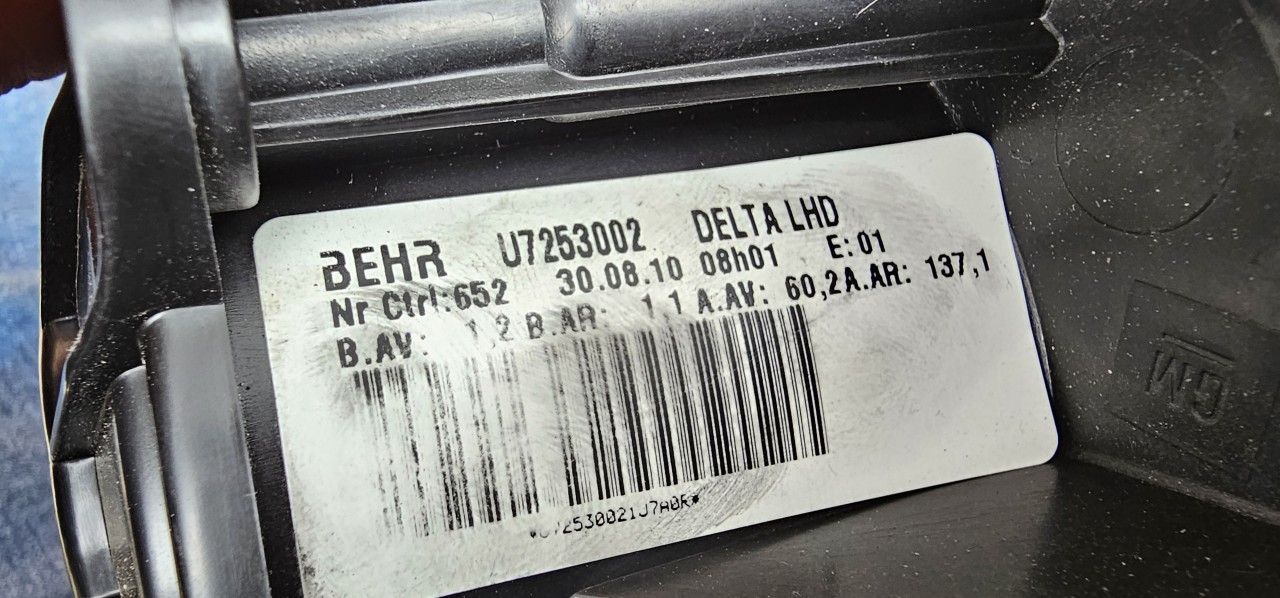 BEHR U7253002 DELTA LHD
Nr Ctrl:652 30.08.10 08h01 E:01
B.AV: 1,2 B.AR: 1,1 A.AV: 60,2 A.AR: 137,1
GM